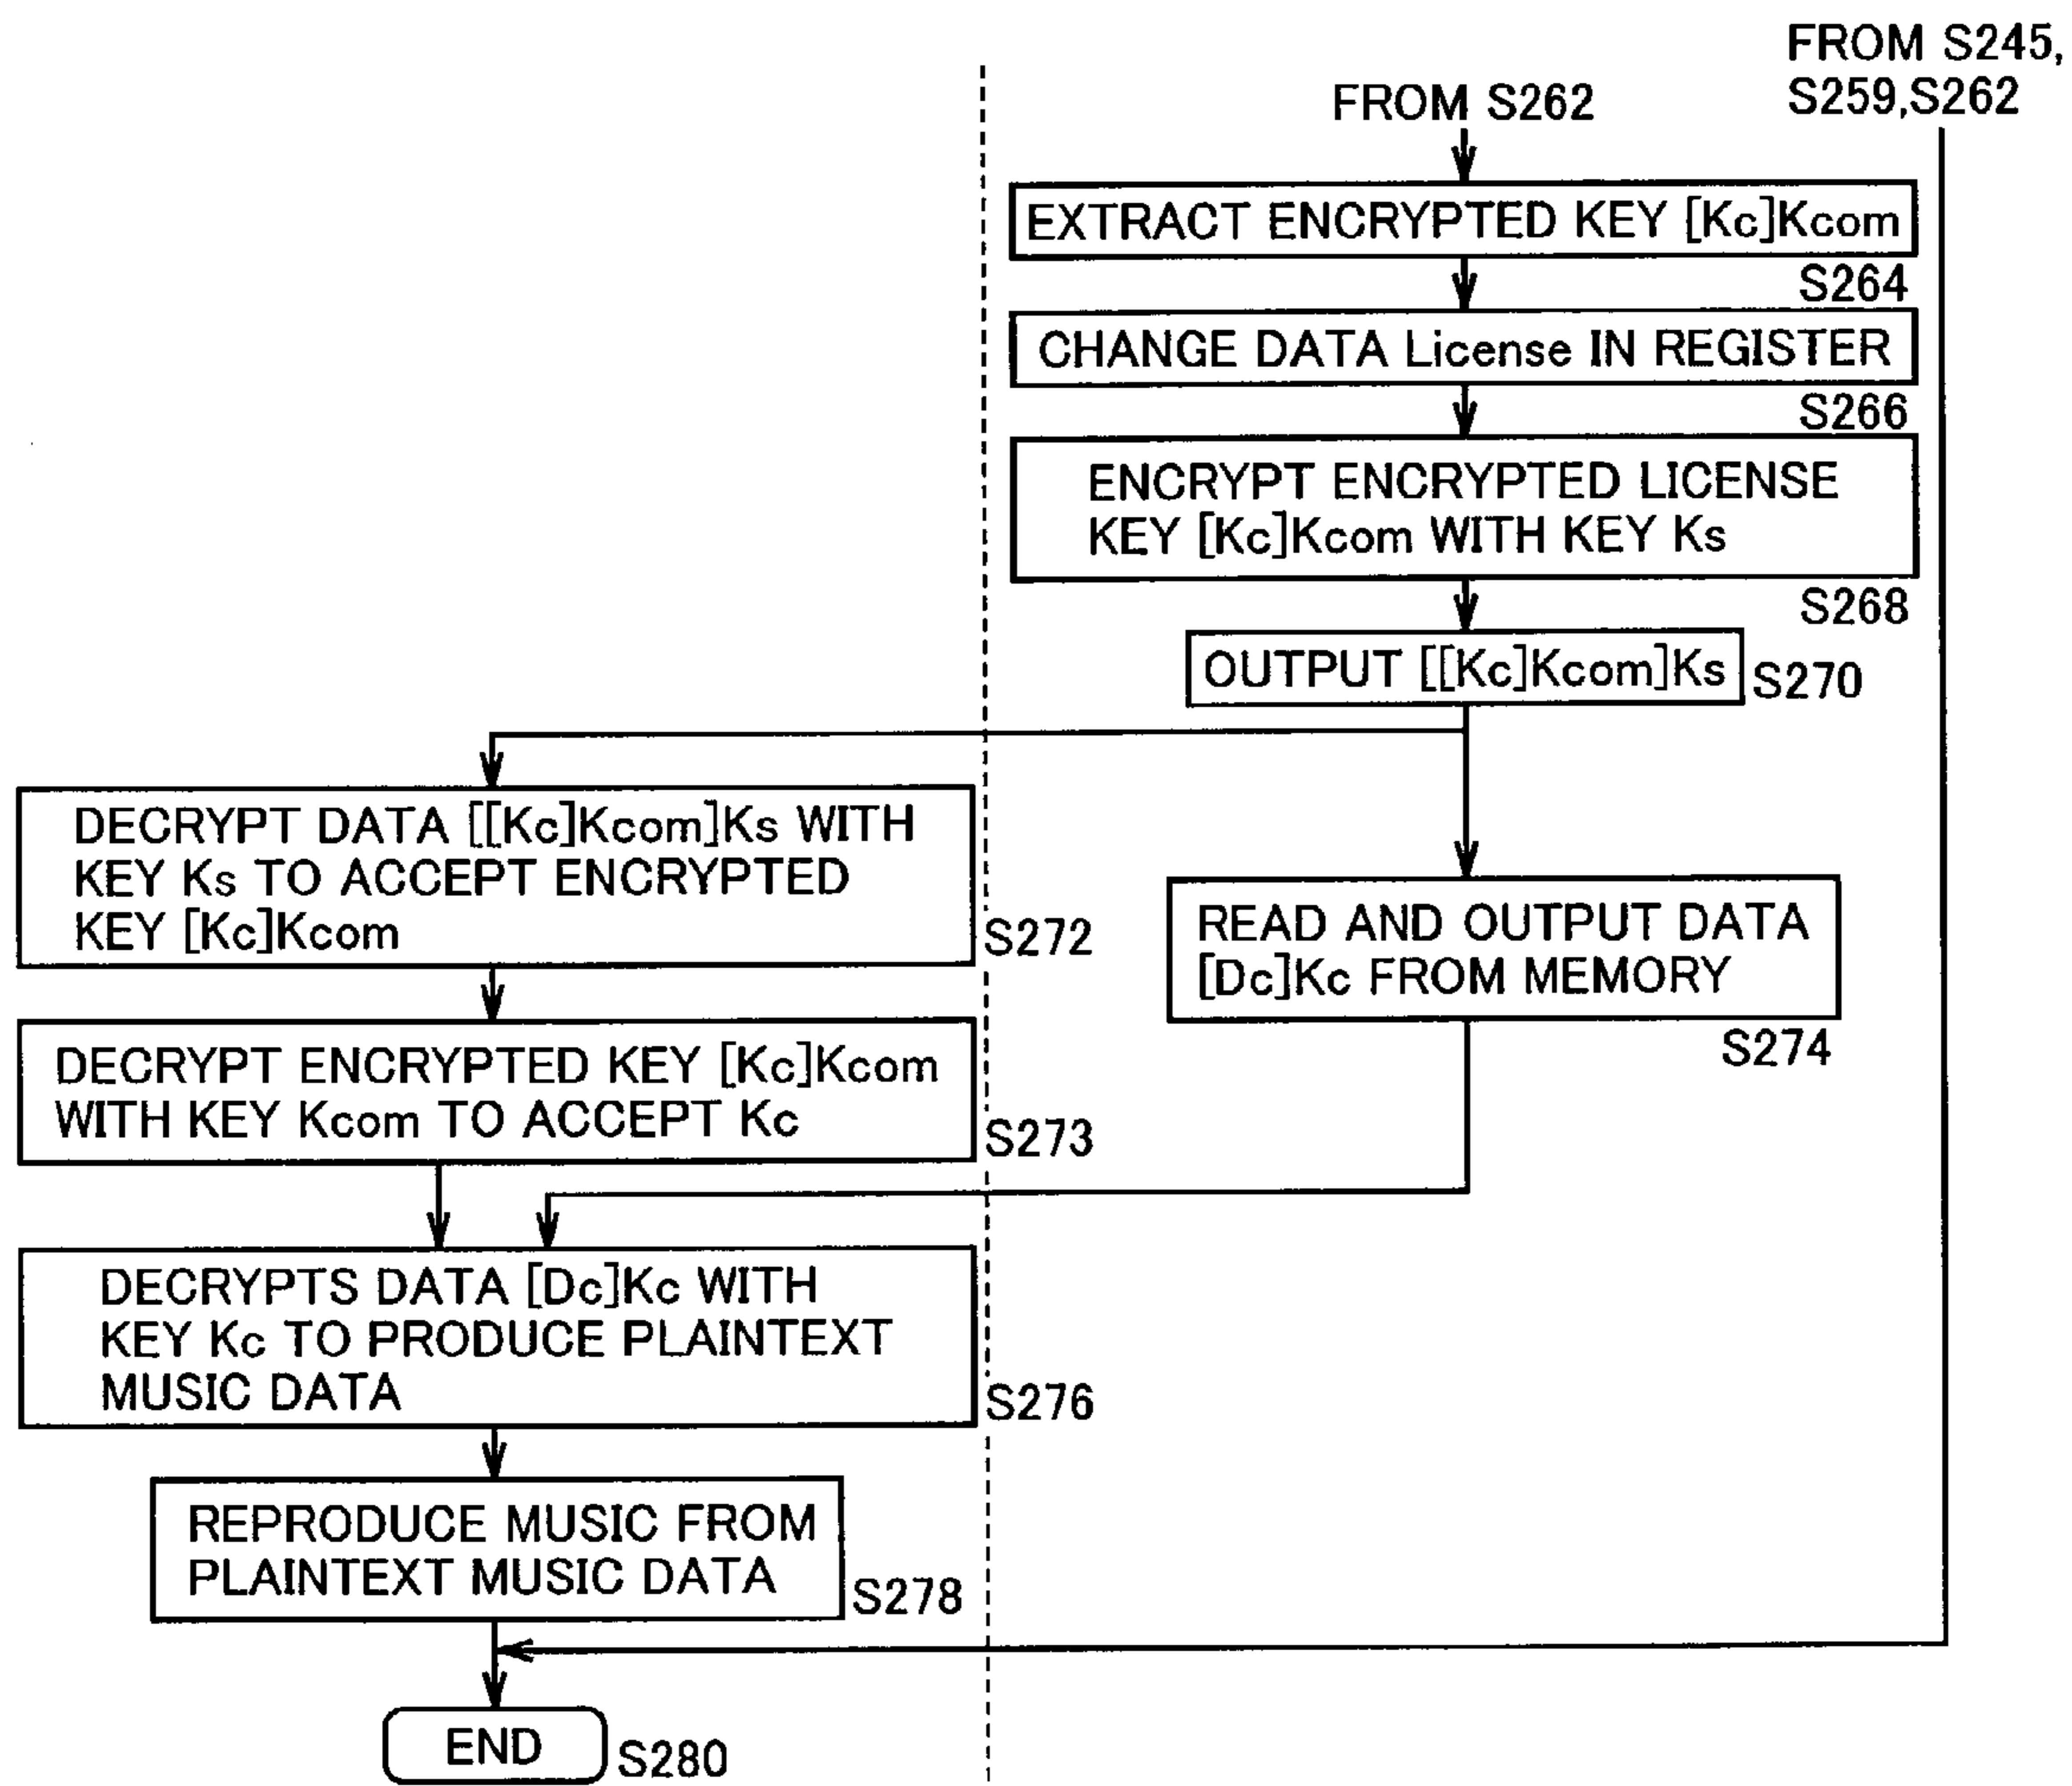 FROM S245,
S259,S262
FROM S262
EXTRACT ENCRYPTED KEY [Kc]Kcom
S264
CHANGE DATA License IN REGISTER
S266
ENCRYPT ENCRYPTED LICENSE
KEY [Kc]Kcom WITH KEY Ks
S268
OUTPUT [[Kc]Kcom]Ks
S270
DECRYPT DATA [[Kc]Kcom]Ks WITH
KEY Ks TO ACCEPT ENCRYPTED
KEY [Kc]Kcom
S272
READ AND OUTPUT DATA
[Dc]Kc FROM MEMORY
S274
DECRYPT ENCRYPTED KEY [Kc]Kcom
WITH KEY Kcom TO ACCEPT Kc
S273
DECRYPTS DATA [Dc]Kc WITH
KEY Kc TO PRODUCE PLAINTEXT
MUSIC DATA
S276
REPRODUCE MUSIC FROM
PLAINTEXT MUSIC DATA
S278
END
S280